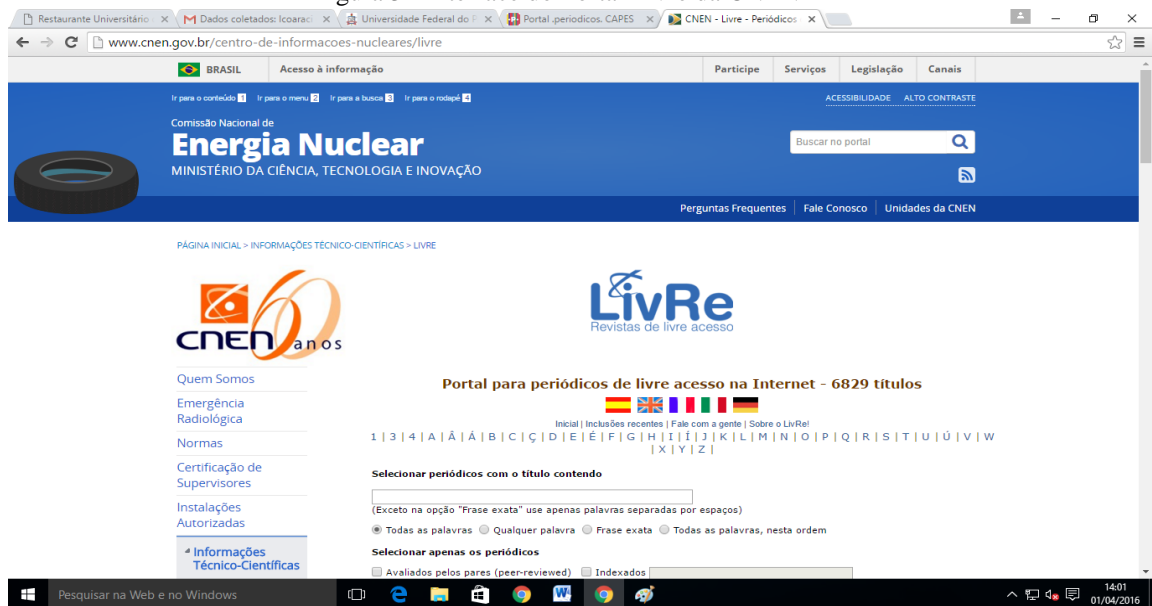 Restaurante Universitário
Dados coletados: Icoaraci
Universidade Federal do P
Portal .periodicos. CAPES
CNEN - Livre - Periódicos
www.cnen.gov.br/centro-de-informacoes-nucleares/livre
BRASIL
Acesso à informação
Participe
Serviços
Legislação
Canais
Ir para o conteúdo 1
Ir para o menu 2
Ir para a busca 3
Ir para o rodapé 4
ACESSIBILIDADE
ALTO CONTRASTE
Comissão Nacional de
Energia Nuclear
MINISTÉRIO DA CIÊNCIA, TECNOLOGIA E INOVAÇÃO
Buscar no portal
Perguntas Frequentes
Fale Conosco
Unidades da CNEN
PÁGINA INICIAL > INFORMAÇÕES TÉCNICO-CIENTÍFICAS > LIVRE
CNEN 60 anos
LivRe
Revistas de livre acesso
Quem Somos
Emergência
Radiológica
Normas
Certificação de
Supervisores
Instalações
Autorizadas
Informações
Técnico-Científicas
Portal para periódicos de livre acesso na Internet - 6829 títulos
Inicial | Inclusões recentes | Fale com a gente | Sobre o LivRe!
1 | 3 | 4 | A | Â | Á | B | C | Ç | D | E | É | F | G | H | I | Í | J | K | L | M | N | O | P | Q | R | S | T | U | Ú | V | W
| X | Y | Z |
Selecionar periódicos com o título contendo
(Exceto na opção "Frase exata" use apenas palavras separadas por espaços)
Todas as palavras Qualquer palavra Frase exata Todas as palavras, nesta ordem
Selecionar apenas os periódicos
Avaliados pelos pares (peer-reviewed) Indexados
Pesquisar na Web e no Windows
14:01
01/04/2016